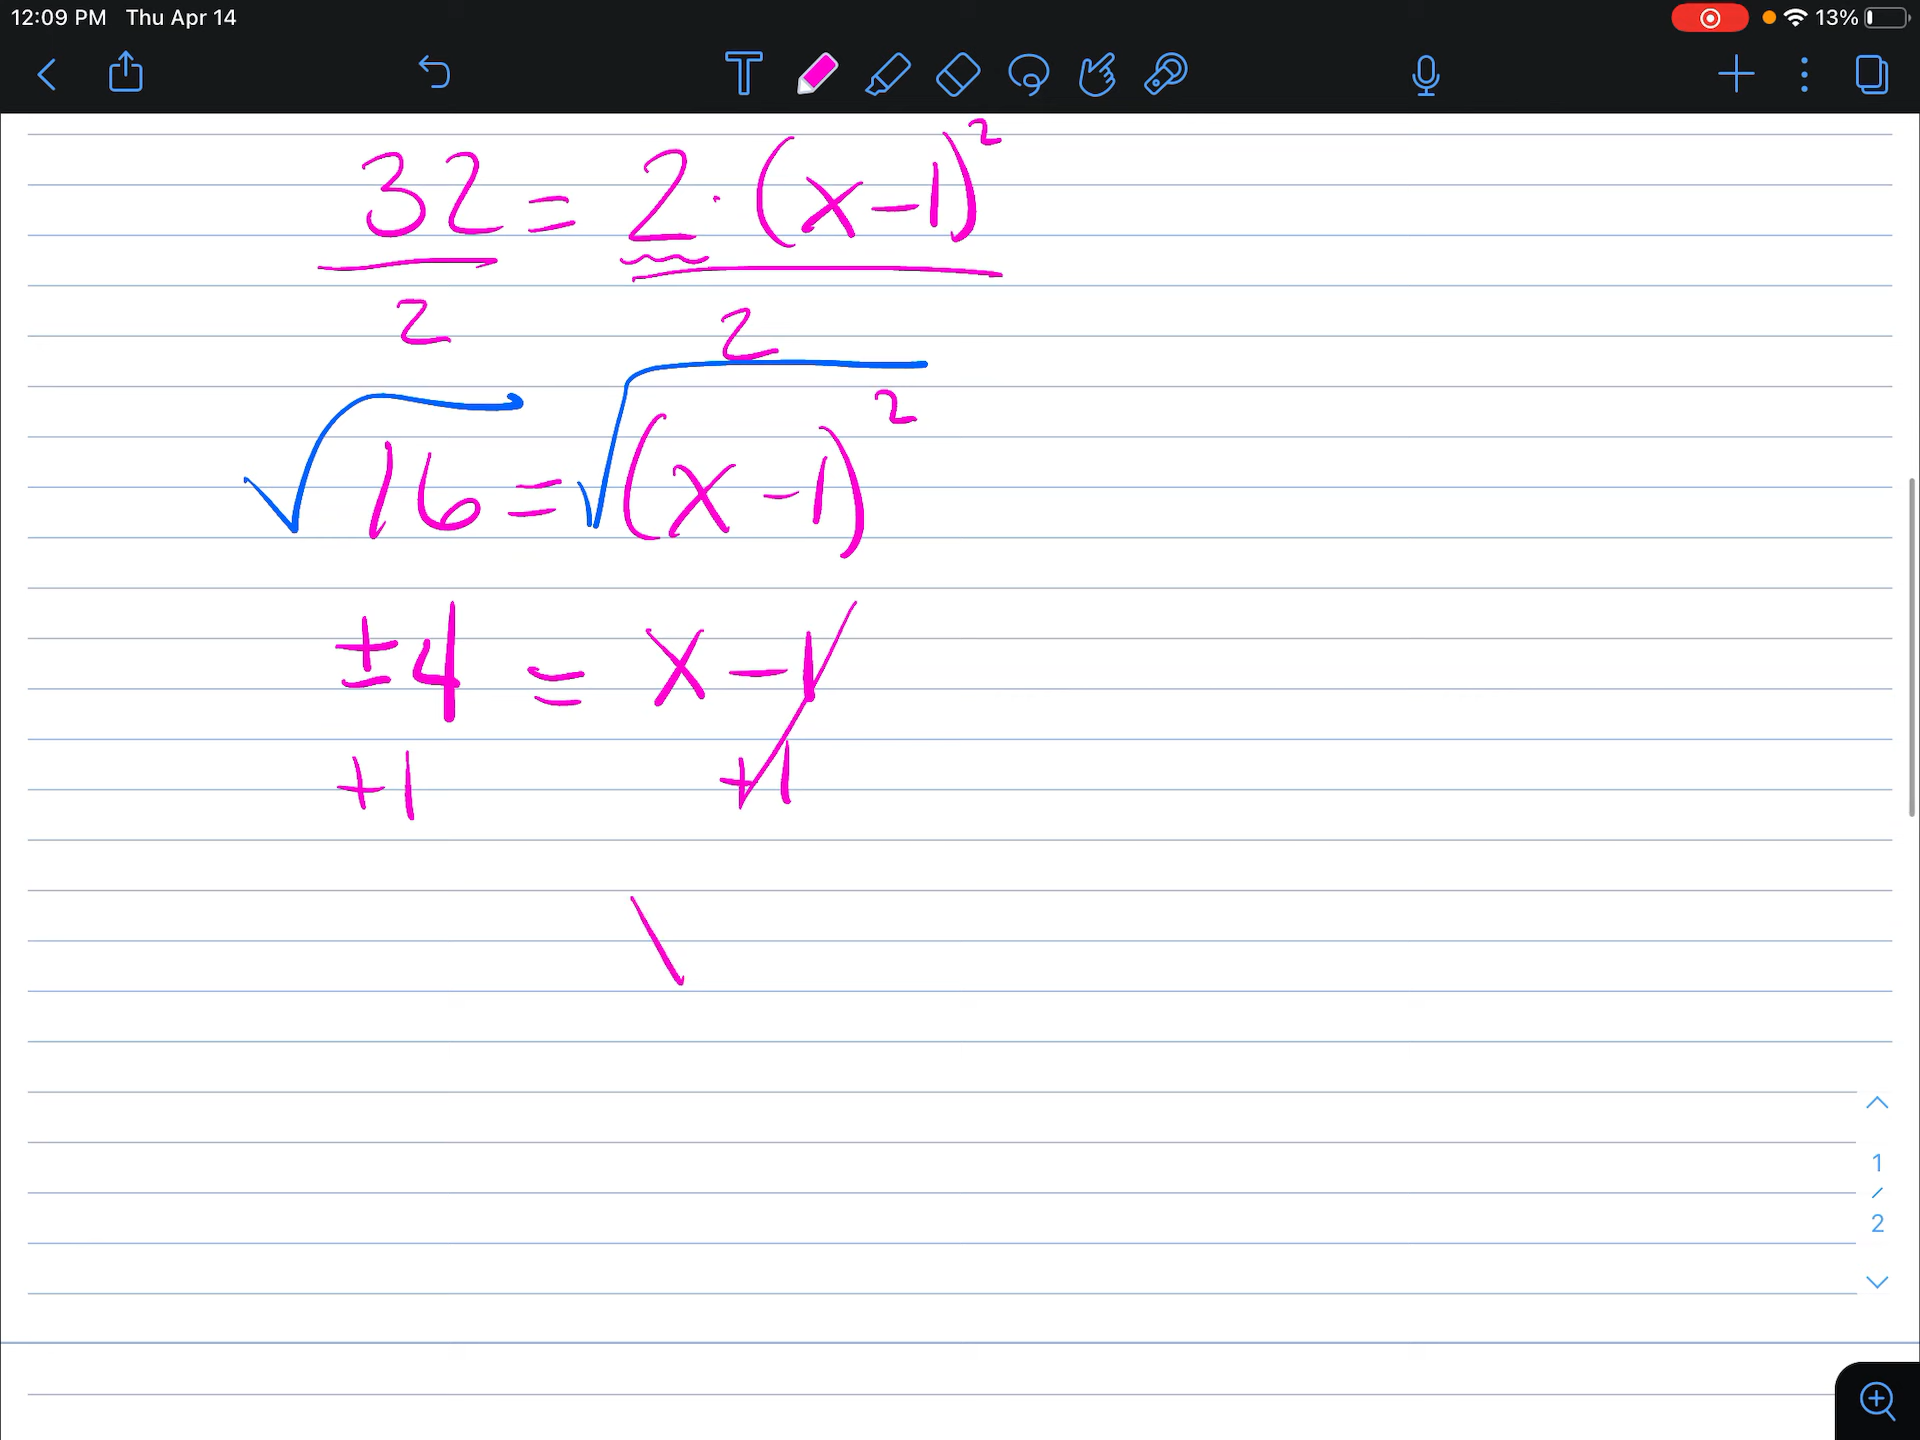 12:09 PM Thu Apr 14
13%
T
32 = 2 · (x-1)²
2 2
√16 = √(x-1)²
±4 = x-1
+1 +1
\
1
/
2